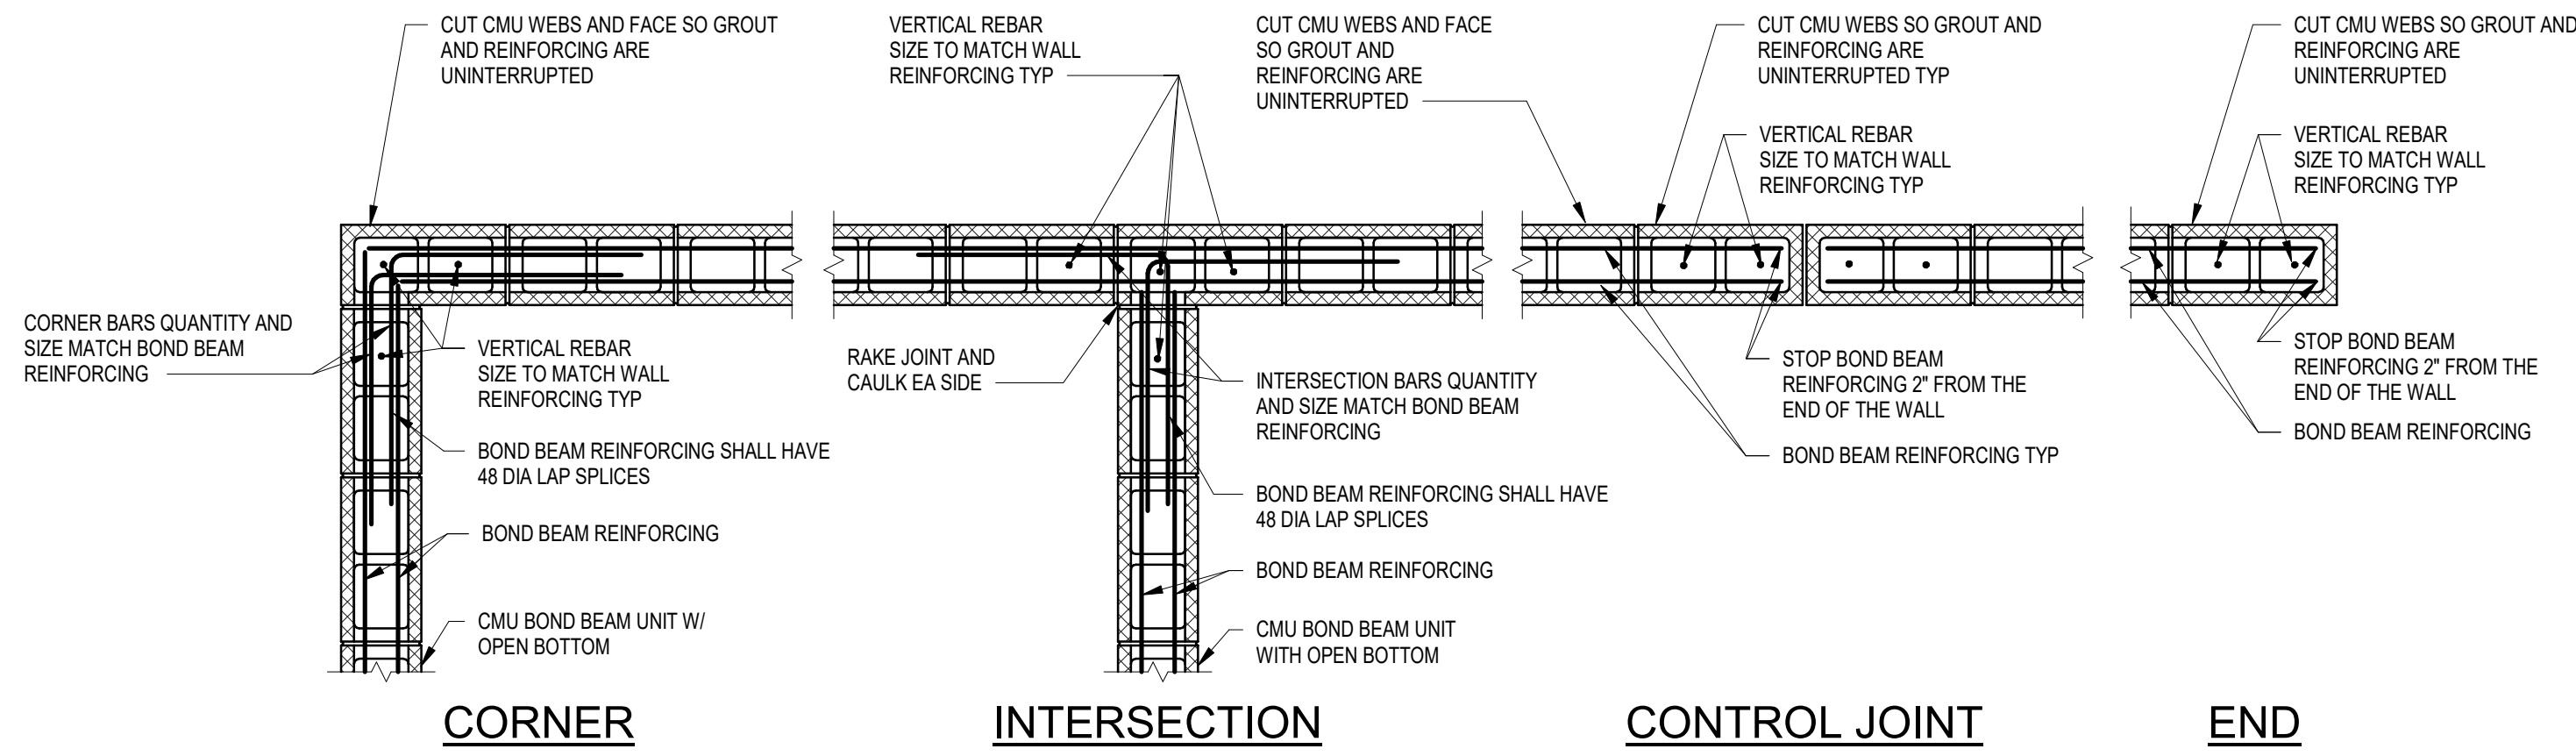 CUT CMU WEBS AND FACE SO GROUT
AND REINFORCING ARE
UNINTERRUPTED
CORNER BARS QUANTITY AND
SIZE MATCH BOND BEAM
REINFORCING
VERTICAL REBAR
SIZE TO MATCH WALL
REINFORCING TYP
BOND BEAM REINFORCING SHALL HAVE
48 DIA LAP SPLICES
BOND BEAM REINFORCING
CMU BOND BEAM UNIT W/
OPEN BOTTOM
CORNER
VERTICAL REBAR
SIZE TO MATCH WALL
REINFORCING TYP
RAKE JOINT AND
CAULK EA SIDE
INTERSECTION BARS QUANTITY
AND SIZE MATCH BOND BEAM
REINFORCING
BOND BEAM REINFORCING SHALL HAVE
48 DIA LAP SPLICES
BOND BEAM REINFORCING
CMU BOND BEAM UNIT
WITH OPEN BOTTOM
INTERSECTION
CUT CMU WEBS AND FACE
SO GROUT AND
REINFORCING ARE
UNINTERRUPTED
CUT CMU WEBS SO GROUT AND
REINFORCING ARE
UNINTERRUPTED TYP
VERTICAL REBAR
SIZE TO MATCH WALL
REINFORCING TYP
STOP BOND BEAM
REINFORCING 2" FROM THE
END OF THE WALL
BOND BEAM REINFORCING TYP
CONTROL JOINT
CUT CMU WEBS SO GROUT AND
REINFORCING ARE
UNINTERRUPTED
VERTICAL REBAR
SIZE TO MATCH WALL
REINFORCING TYP
STOP BOND BEAM
REINFORCING 2" FROM THE
END OF THE WALL
BOND BEAM REINFORCING
END